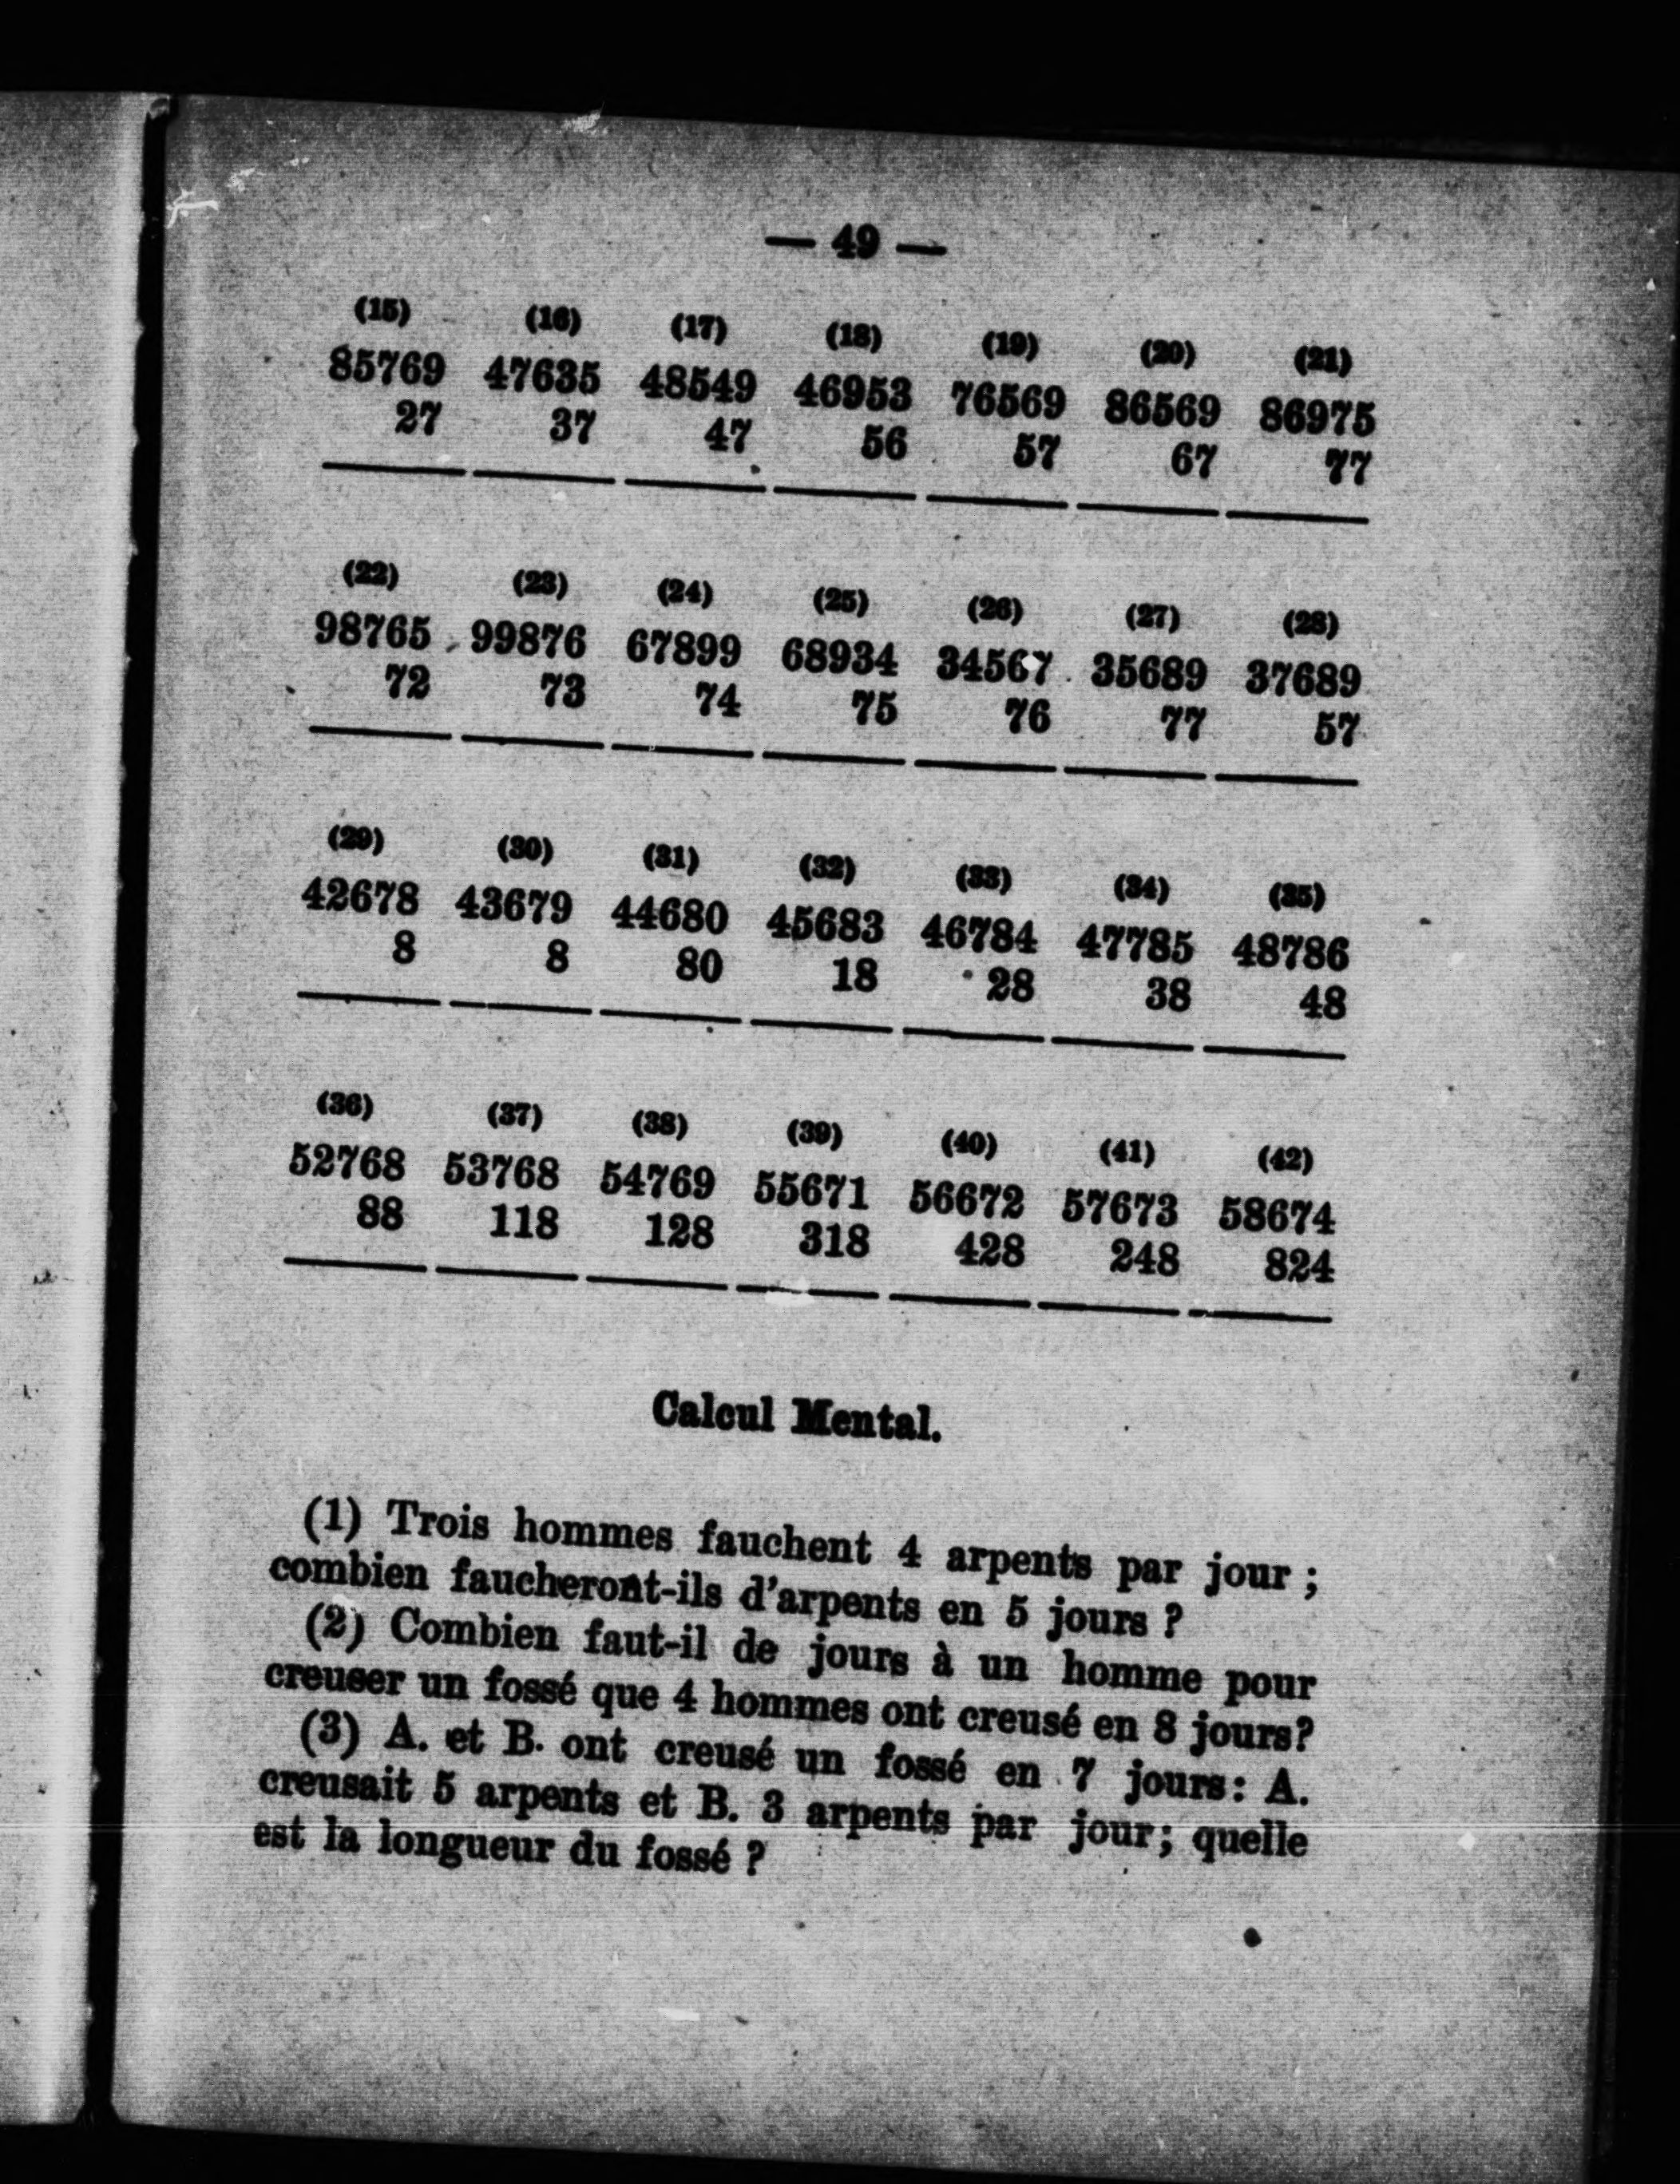 — 49 —
(15) (16) (17) (18) (19) (20) (21)
85769 47635 48549 46953 76569 86569 86975
27 37 47 56 57 67 77
(22) (23) (24) (25) (26) (27) (28)
98765 99876 67899 68934 34567 35689 37689
72 73 74 75 76 77 57
(29) (30) (31) (32) (33) (34) (35)
42678 43679 44680 45683 46784 47785 48786
8 8 80 18 28 38 48
(36) (37) (38) (39) (40) (41) (42)
52768 53768 54769 55671 56672 57673 58674
88 118 128 318 428 248 824
Calcul Mental.
(1) Trois hommes fauchent 4 arpents par jour ;
combien faucheront-ils d'arpents en 5 jours ?
(2) Combien faut-il de jours à un homme pour
creuser un fossé que 4 hommes ont creusé en 8 jours?
(3) A. et B. ont creusé un fossé en 7 jours: A.
creusait 5 arpents et B. 3 arpents par jour; quelle
est la longueur du fossé ?